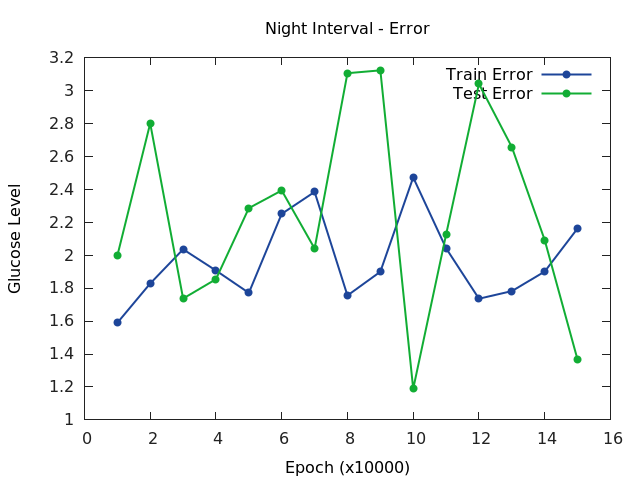 Night Interval - Error
Train Error
Test Error
3.2
3
2.8
2.6
2.4
2.2
2
1.8
1.6
1.4
1.2
1
Glucose Level
0 2 4 6 8 10 12 14 16
Epoch (x10000)